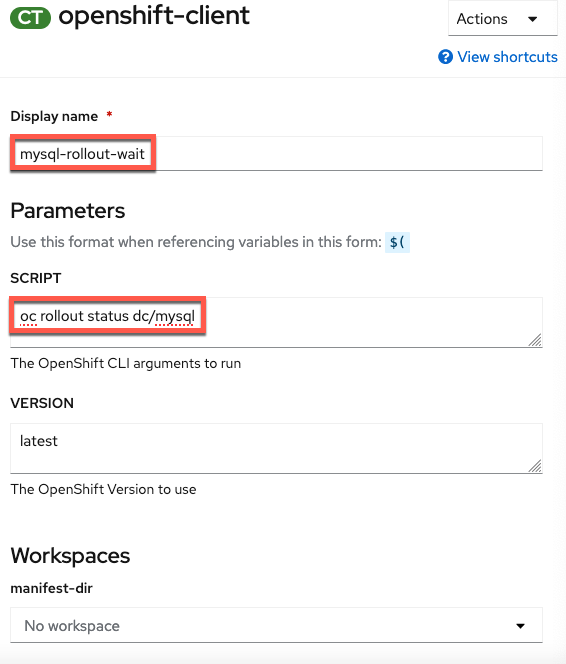 CT openshift-client
Actions
View shortcuts
Display name *
mysql-rollout-wait
Parameters
Use this format when referencing variables in this form: $(
SCRIPT
oc rollout status dc/mysql
The OpenShift CLI arguments to run
VERSION
latest
The OpenShift Version to use
Workspaces
manifest-dir
No workspace